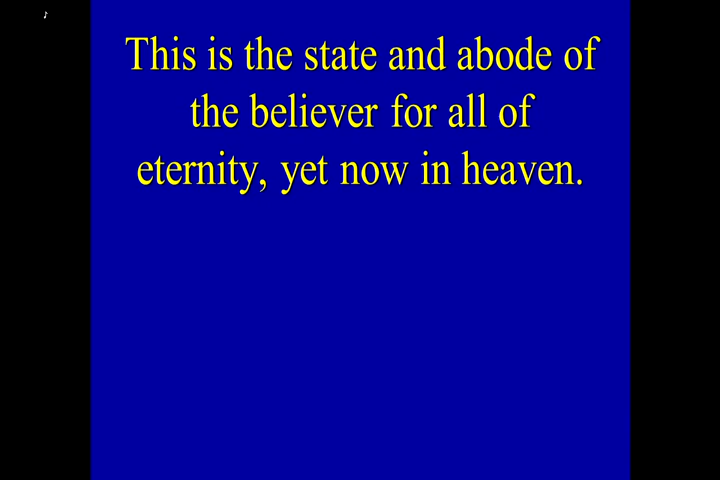 ♪
This is the state and abode of
the believer for all of
eternity, yet now in heaven.